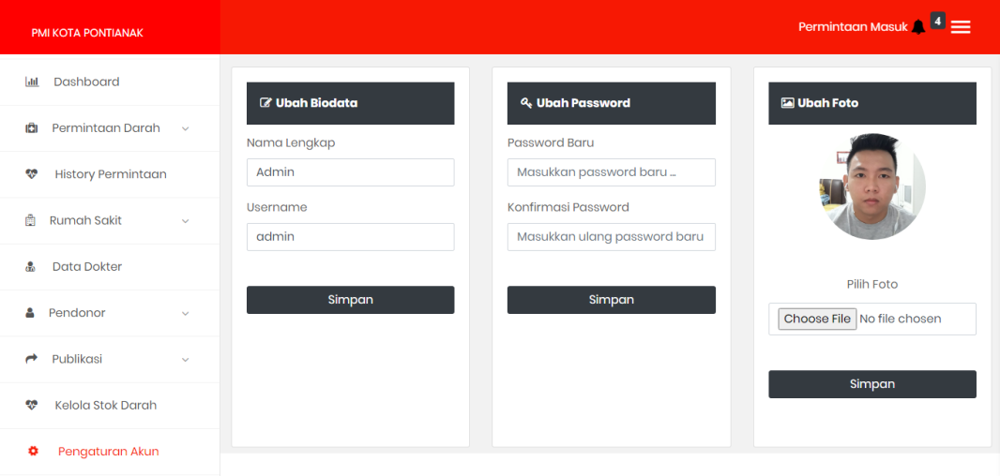 PMI KOTA PONTIANAK
Permintaan Masuk 4
Dashboard
Permintaan Darah
History Permintaan
Rumah Sakit
Data Dokter
Pendonor
Publikasi
Kelola Stok Darah
Pengaturan Akun
Ubah Biodata
Nama Lengkap
Admin
Username
admin
Simpan
Ubah Password
Password Baru
Masukkan password baru ...
Konfirmasi Password
Masukkan ulang password baru
Simpan
Ubah Foto
Pilih Foto
Choose File No file chosen
Simpan